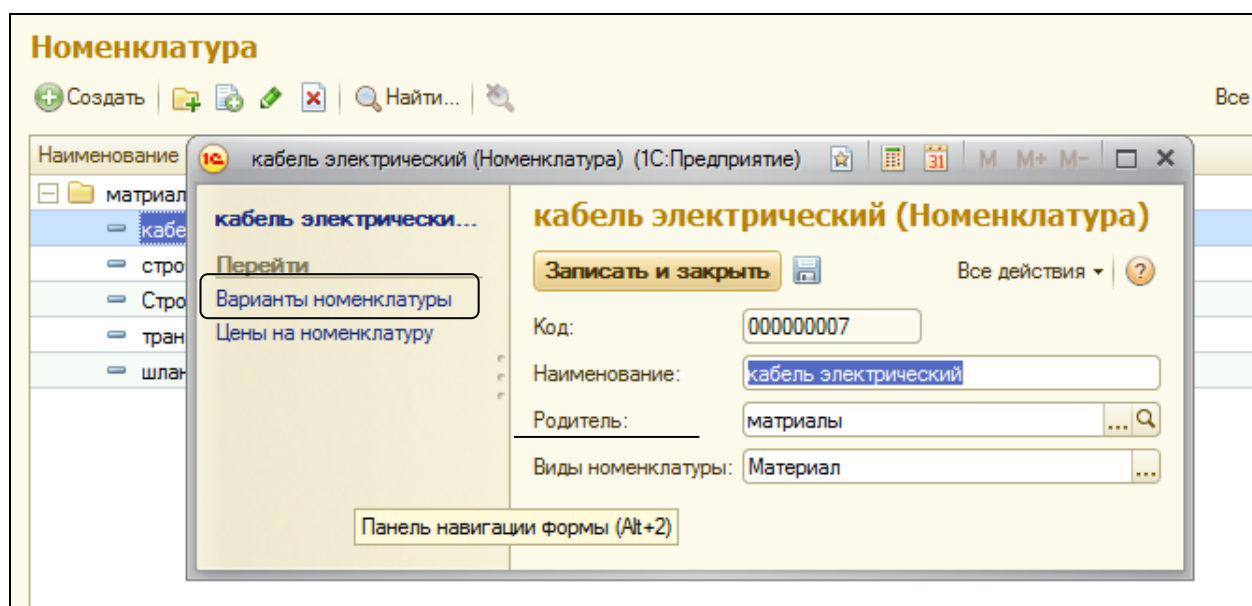 Номенклатура
Создать Найти... Все
Наименование
1С кабель электрический (Номенклатура) (1С:Предприятие) 31 M M+ M-
матриал
кабель электрически... кабель электрический (Номенклатура)
кабе
стро Перейти Записать и закрыть Все действия ?
Стро Варианты номенклатуры
Код: 000000007
тран Цены на номенклатуру
шлан Наименование: кабель электрический
Родитель: матриалы ...
Виды номенклатуры: Материал ...
Панель навигации формы (Alt+2)